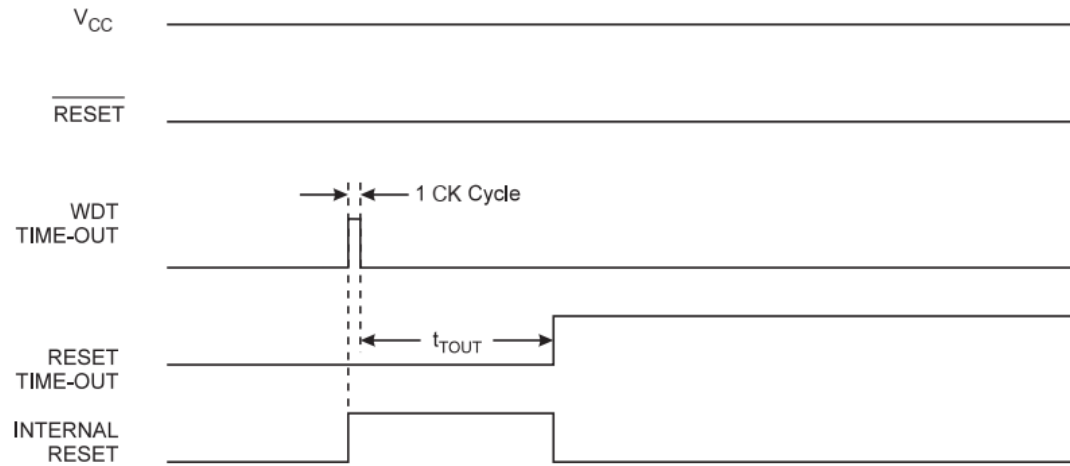 VCC
RESET
1 CK Cycle
WDT
TIME-OUT
tTOUT
RESET
TIME-OUT
INTERNAL
RESET